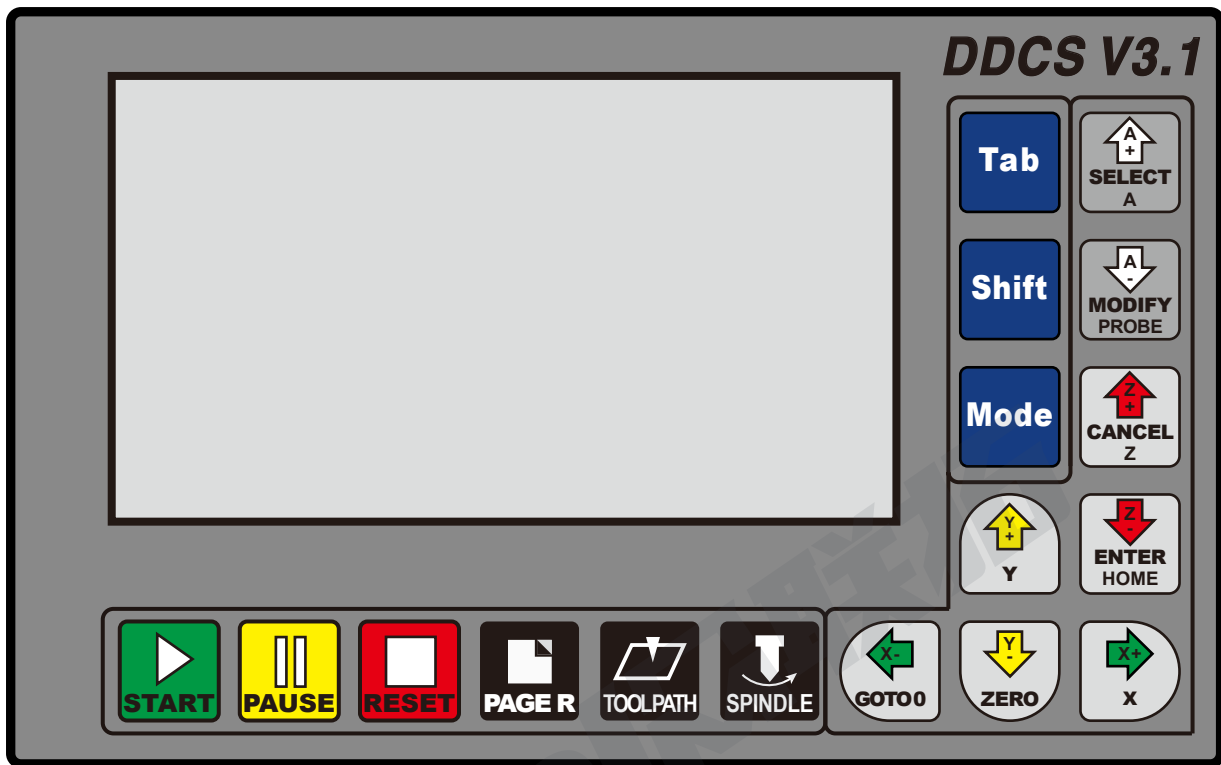 DDCS V3.1
Tab
A
+
SELECT
A
Shift
A
-
MODIFY
PROBE
Mode
Z
+
CANCEL
Z
Y
+
Y
Z
-
ENTER
HOME
START
PAUSE
RESET
PAGE R
TOOLPATH
SPINDLE
X-
GOTO0
Y
-
ZERO
X+
X